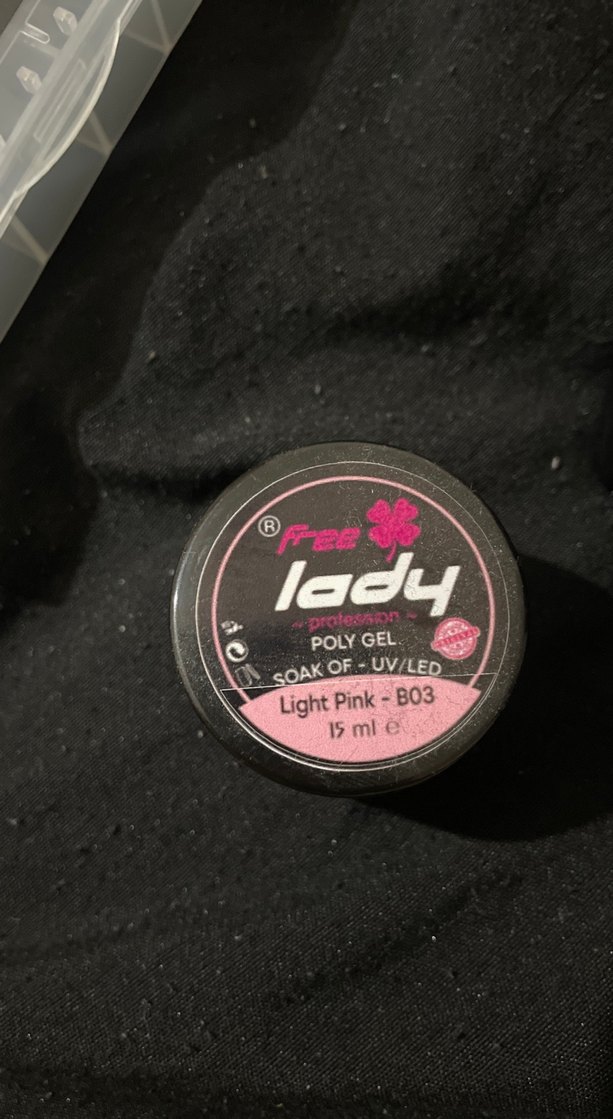 ®
Free
lady
~ profession ~
POLY GEL
SOAK OF - UV/LED
Light Pink - B03
15 ml e